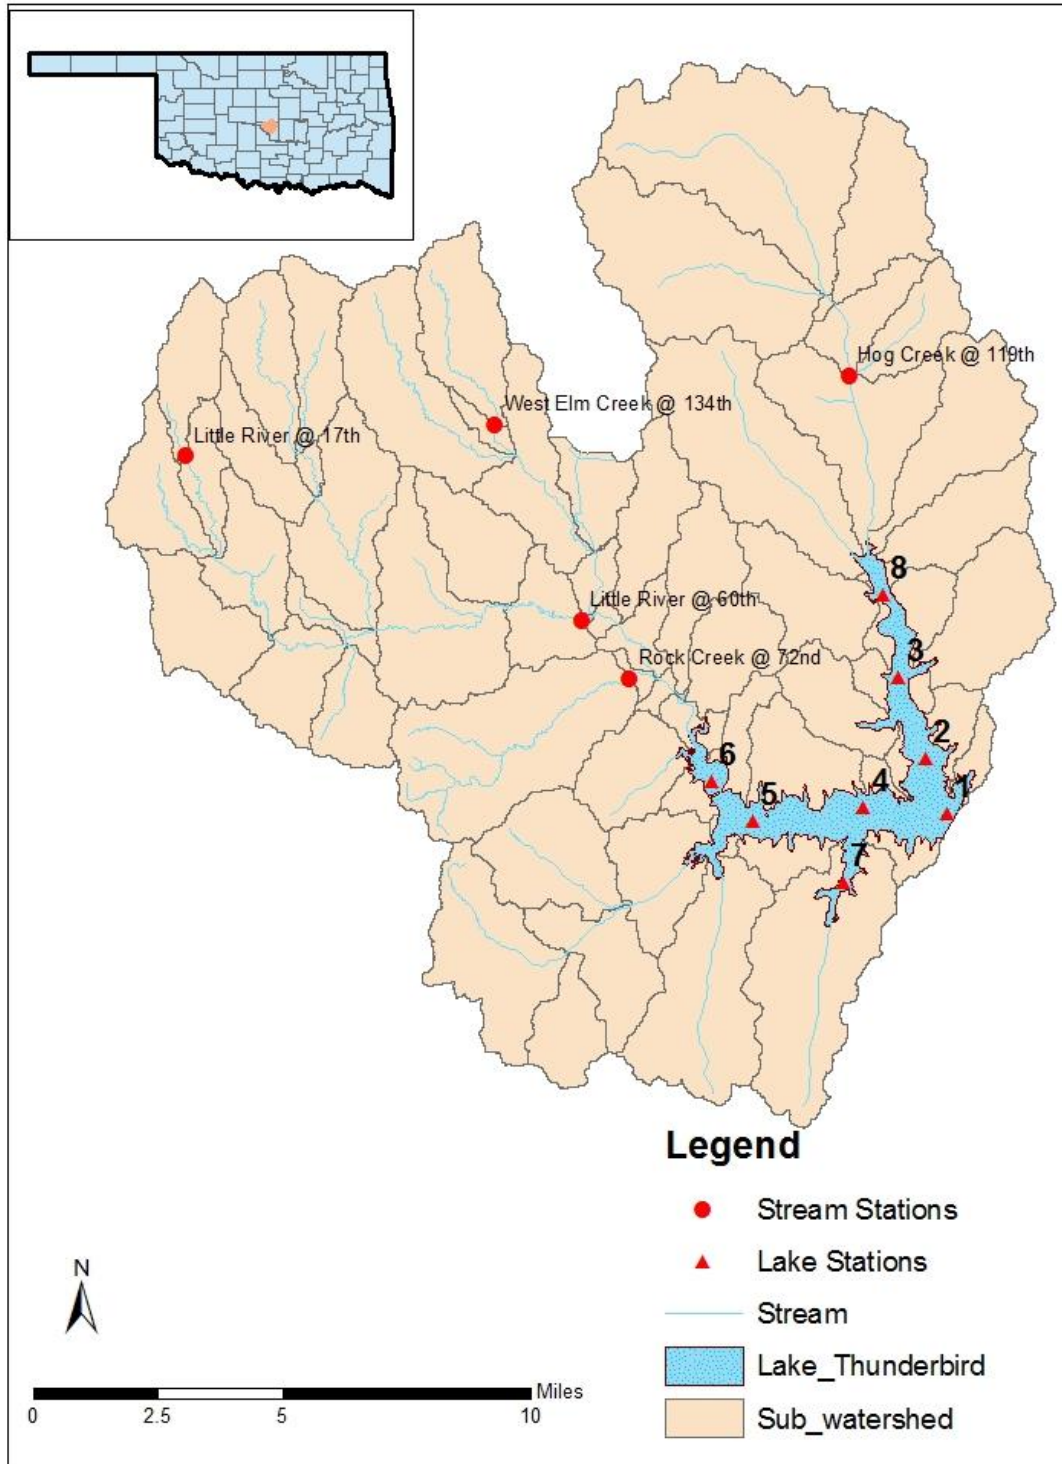 Hog Creek @ 119th
West Elm Creek @ 134th
Little River @ 17th
8
Little River @ 60th
3
Rock Creek @ 72nd
2
6
4
1
5
7
Legend
Stream Stations
Lake Stations
Stream
Lake_Thunderbird
Sub_watershed
N
Miles
0 2.5 5 10